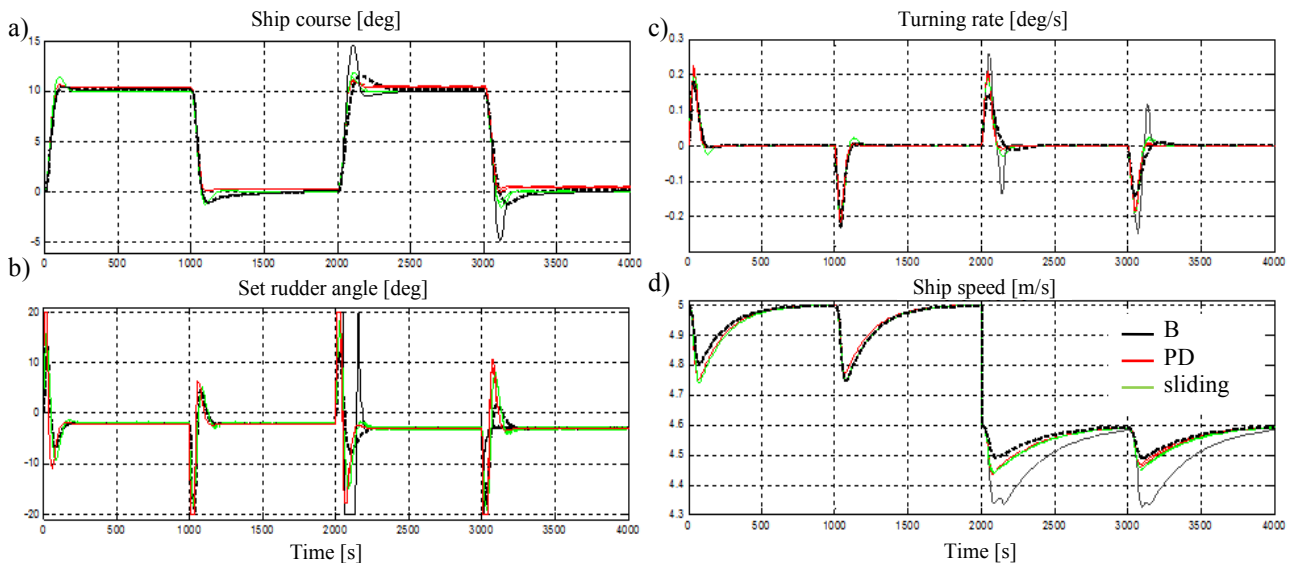 a)
Ship course [deg]
15
10
5
0
-5
0 500 1000 1500 2000 2500 3000 3500 4000
b)
Set rudder angle [deg]
20
10
0
-10
-20
0 500 1000 1500 2000 2500 3000 3500 4000
Time [s]
c)
Turning rate [deg/s]
0.3
0.2
0.1
0
-0.1
-0.2
0 500 1000 1500 2000 2500 3000 3500 4000
d)
Ship speed [m/s]
5
4.9
4.8
4.7
4.6
4.5
4.4
4.3
B
PD
sliding
0 500 1000 1500 2000 2500 3000 3500 4000
Time [s]